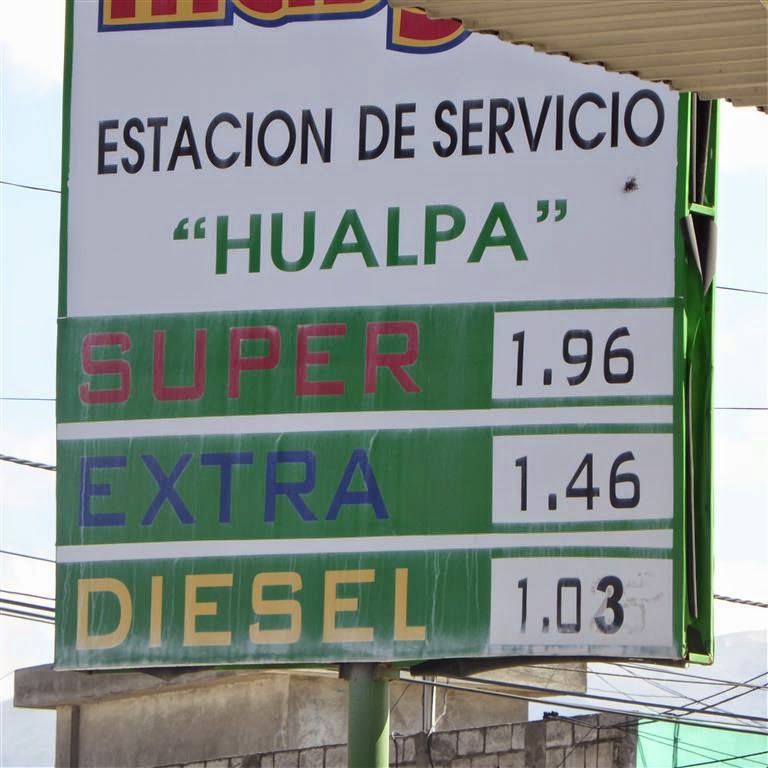 ESTACION DE SERVICIO
“HUALPA”
SUPER 1.96
EXTRA 1.46
DIESEL 1.03